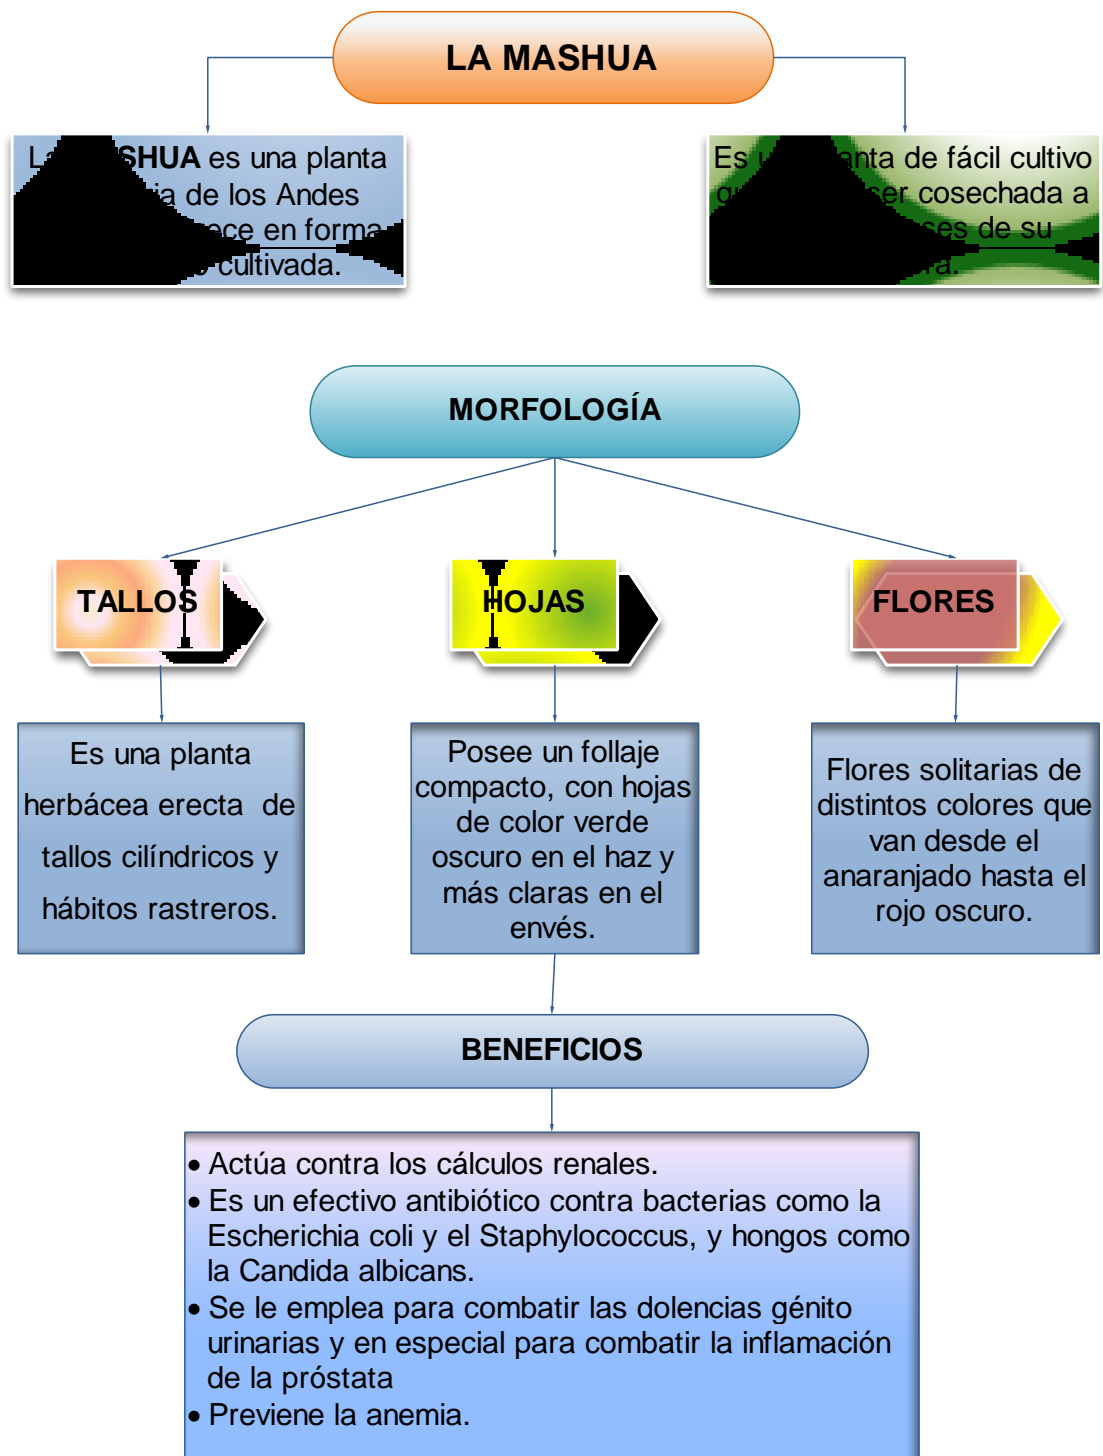 LA MASHUA
SHUA es una planta
de los Andes
en forma
cultivada.
Es planta de fácil cultivo
ser cosechada a
de su
MORFOLOGÍA
TALLOS
HOJAS
FLORES
Es una planta
herbácea erecta de
tallos cilíndricos y
hábitos rastreros.
Posee un follaje
compacto, con hojas
de color verde
oscuro en el haz y
más claras en el
envés.
Flores solitarias de
distintos colores que
van desde el
anaranjado hasta el
rojo oscuro.
BENEFICIOS
• Actúa contra los cálculos renales.
• Es un efectivo antibiótico contra bacterias como la
Escherichia coli y el Staphylococcus, y hongos como
la Candida albicans.
• Se le emplea para combatir las dolencias génito
urinarias y en especial para combatir la inflamación
de la próstata
• Previene la anemia.